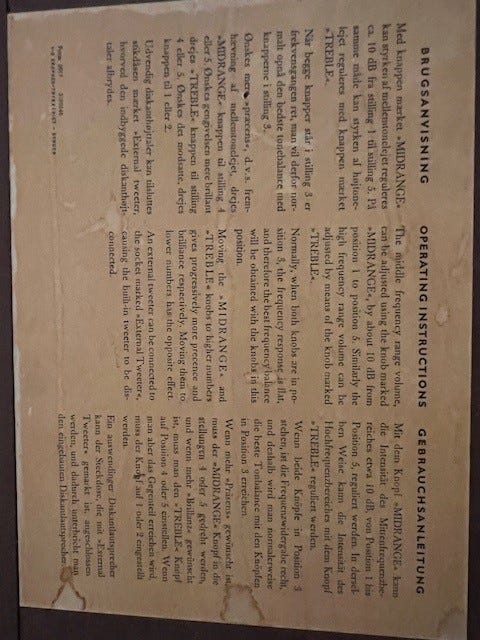 BRUGSANVISNING
Med knappen mærket »MIDRANGE«
kan styrken af mellemtonelejet reguleres
ca. 10 dB fra stilling 1 til stilling 5. På
samme måde kan styrken af højtone-
lejet reguleres med knappen mærket
»TREBLE«.
Når begge knapper står i stilling 3 er
frekvensgangen ret, man vil derfor nor-
malt opnå den bedste tonebalance med
knapperne i stilling 3.
Ønskes mere »præcens«, d.v.s. frem-
hævning af mellemtonelejet, drejes
»MIDRANGE« knappen til stilling 4
eller 5. Ønskes gengivelsen mere brillant
drejes »TREBLE« knappen til stilling
4 eller 5. Ønskes det modsatte, drejes
knappen til 1 eller 2.
Udvendig diskanthøjtaler kan tilsluttes
stikdåsen mærket »External Tweeter,
hvorved den indbyggede diskanthøjt-
taler afbrydes.
OPERATING INSTRUCTIONS
The middle frequency range volume,
can be adjusted using the knob marked
»MIDRANGE«, by about 10 dB from
position 1 to position 5. Similarly the
high frequency range volume can be
adjusted by means of the knob marked
»TREBLE«.
Normally, when both knobs are in po-
sition 3, the frequency response is flat,
and therefore the best frequency balance
will be obtained with the knobs in this
position.
Moving the »MIDRANGE« and
»TREBLE« knobs to higher numbers
gives progressively more precence and
brilliance respectively. Moving them to
lower numbers has the opposite effect.
An external tweeter can be connected to
the socket marked »External Tweeter«,
causing the built-in tweeter to be dis-
connected.
GEBRAUCHSANLEITUNG
Mit dem Knopf »MIDRANGE« kann
die Intensität des Mittenfrequenzbe-
reiches etwa 10 dB, von Position 1 bis
Position 5, reguliert werden. In dersel-
ben Weise kann die Intensität des
Hochfrequenzbereiches mit dem Knopf
»TREBLE« reguliert werden.
Wenn beide Knöpfe in Position 3
stehen, ist die Frequenzwiedergabe recht,
und deshalb wird man normalerweise
die beste Tonbalance mit den Knöpfen
in Position 3 erreichen.
Wenn mehr »Präsens« gewünscht ist,
muss der »MIDRANGE« Knopf in die
stellungen 4 oder 5 gedreht werden,
und wenn mehr »Brillans« gewünscht
ist, muss man den »TREBLE« Knopf
auf Position 4 oder 5 einstellen. Wenn
man aber das Gegenteil erreichen wird,
muss der Knopf auf 1 oder 2 eingestellt
werden.
Ein auswendiger Diskantlautsprecher
kann der Steckdose, die mit »External
Tweeter« gemarkt ist, angeschlossen
werden, und dadurch unterbricht man
den eingebauten Diskantlautsprecher